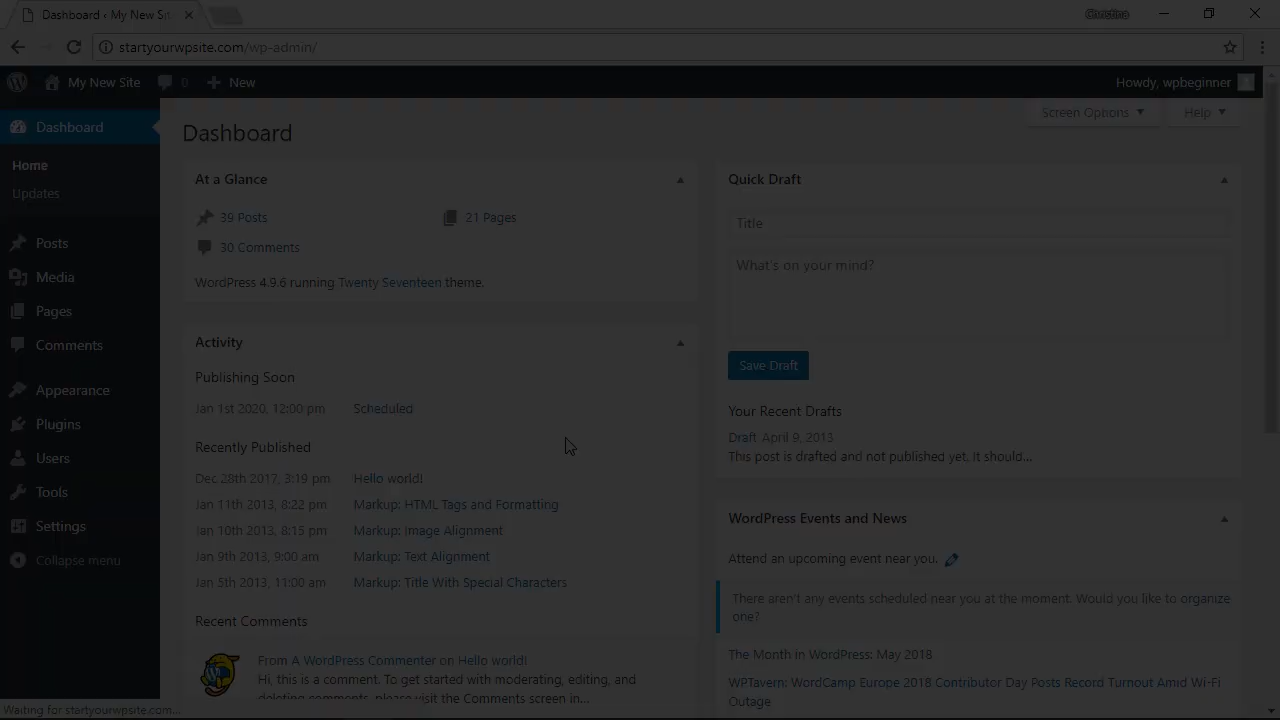 Dashboard ‹ My New Sit
Christina
startyourwpsite.com/wp-admin/
My New Site
0
New
Howdy, wpbeginner
Dashboard
Home
Updates
Posts
Media
Pages
Comments
Appearance
Plugins
Users
Tools
Settings
Collapse menu
Screen Options
Help
Dashboard
At a Glance
39 Posts
21 Pages
30 Comments
WordPress 4.9.6 running Twenty Seventeen theme.
Activity
Publishing Soon
Jan 1st 2020, 12:00 pm Scheduled
Recently Published
Dec 28th 2017, 3:19 pm Hello world!
Jan 11th 2013, 8:22 pm Markup: HTML Tags and Formatting
Jan 10th 2013, 8:15 pm Markup: Image Alignment
Jan 9th 2013, 9:00 am Markup: Text Alignment
Jan 5th 2013, 11:00 am Markup: Title With Special Characters
Recent Comments
From A WordPress Commenter on Hello world!
Hi, this is a comment. To get started with moderating, editing, and
deleting comments, please visit the Comments screen in...
Quick Draft
Title
What's on your mind?
Save Draft
Your Recent Drafts
Draft April 9, 2013
This post is drafted and not published yet. It should...
WordPress Events and News
Attend an upcoming event near you.
There aren't any events scheduled near you at the moment. Would you like to organize
one?
The Month in WordPress: May 2018
WPTavern: WordCamp Europe 2018 Contributor Day Posts Record Turnout Amid Wi-Fi
Outage
Waiting for startyourwpsite.com...